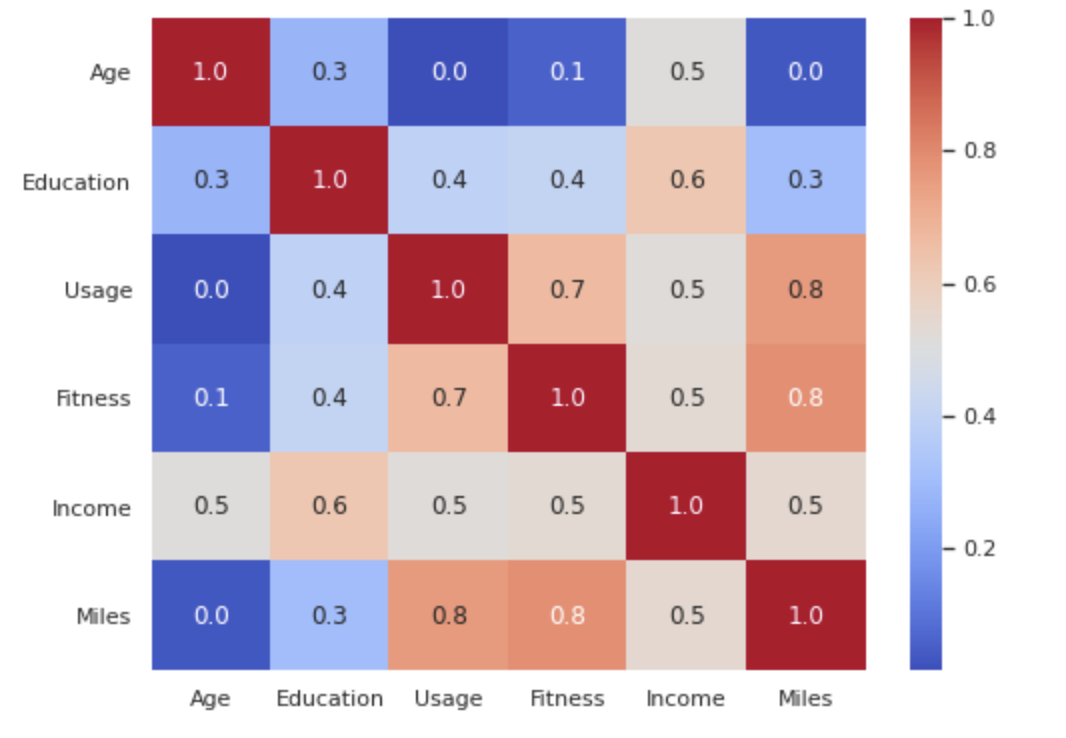 Age 1.0 0.3 0.0 0.1 0.5 0.0
Education 0.3 1.0 0.4 0.4 0.6 0.3
Usage 0.0 0.4 1.0 0.7 0.5 0.8
Fitness 0.1 0.4 0.7 1.0 0.5 0.8
Income 0.5 0.6 0.5 0.5 1.0 0.5
Miles 0.0 0.3 0.8 0.8 0.5 1.0
Age Education Usage Fitness Income Miles
1.0
0.8
0.6
0.4
0.2